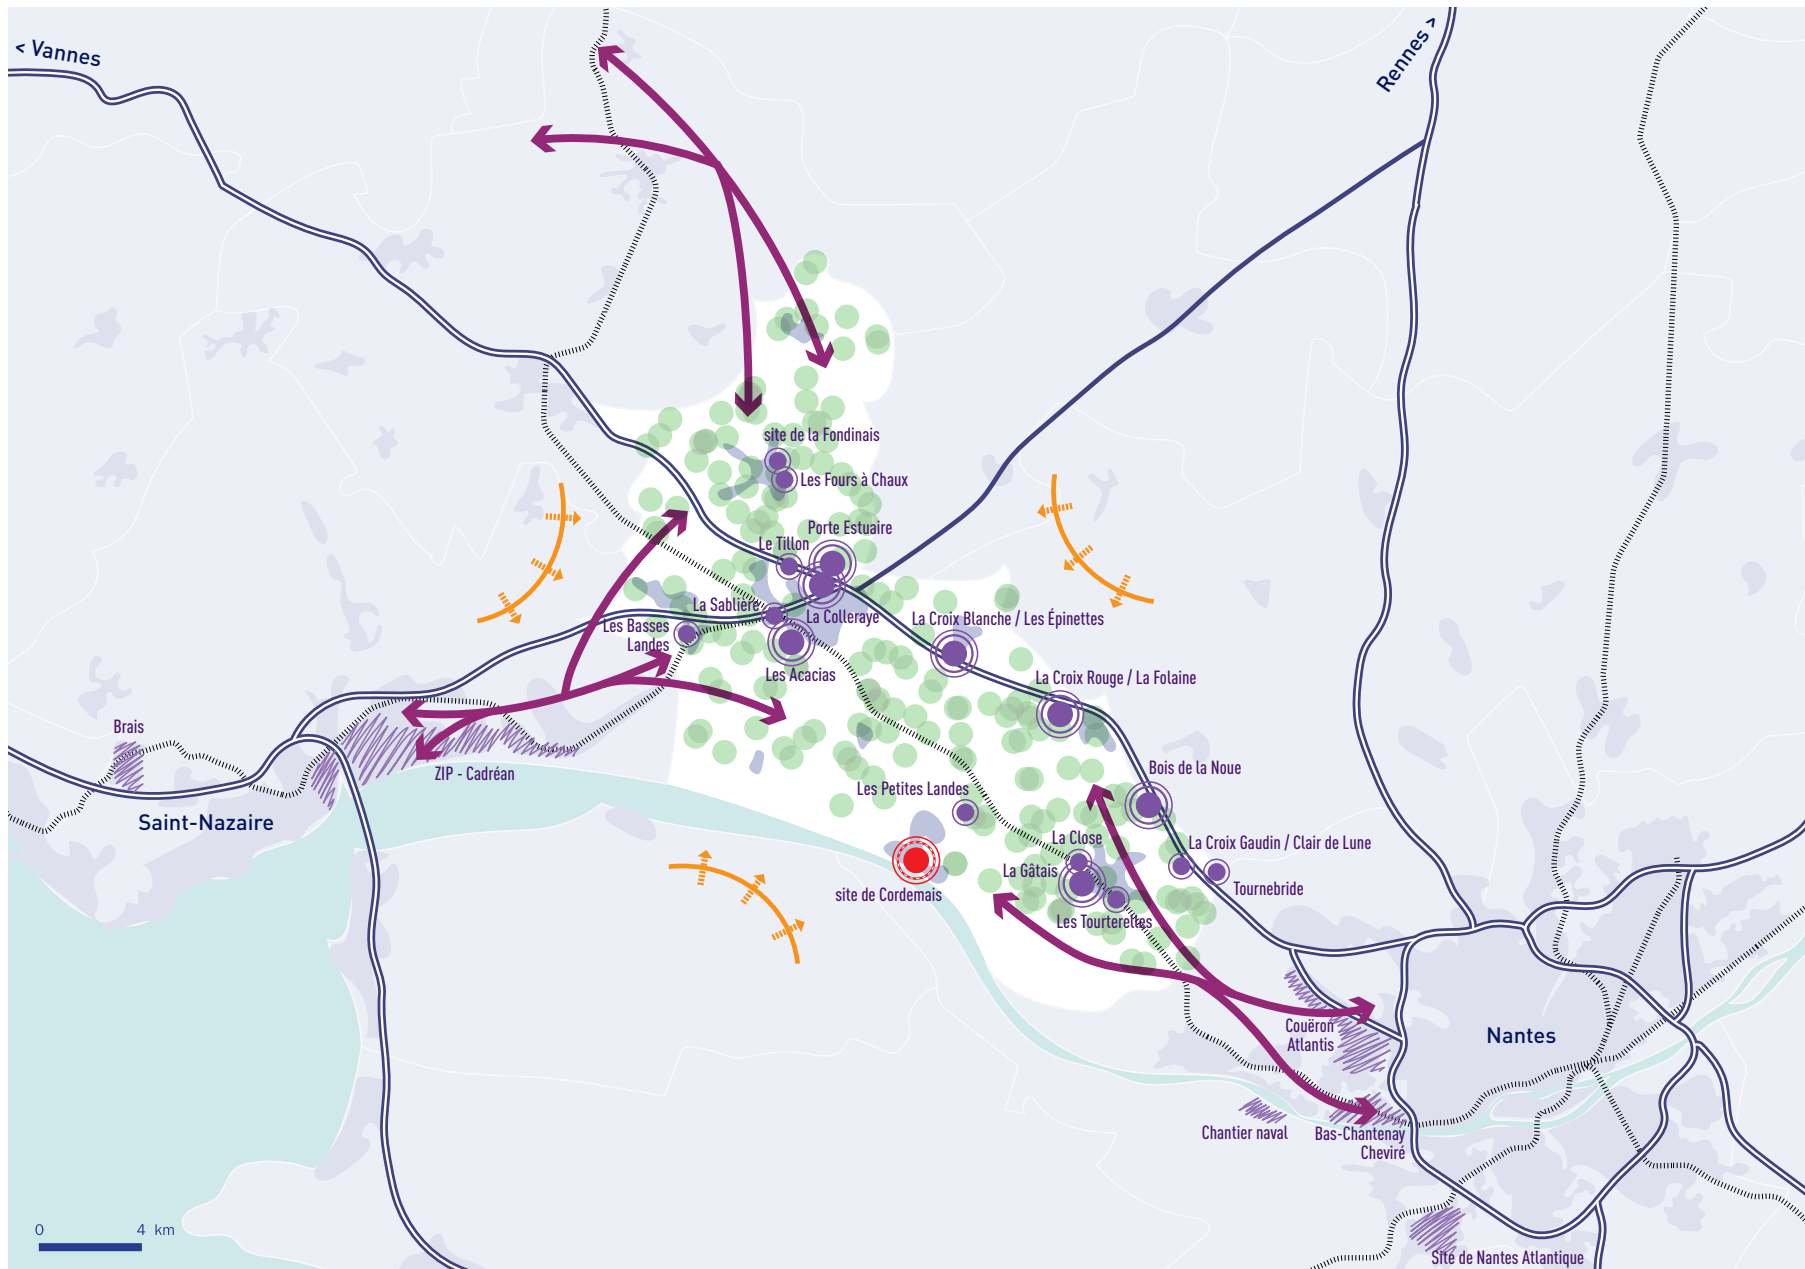 < Vannes
Rennes >
site de la Fondinais
Les Fours à Chaux
Porte Estuaire
Le Tillon
La Sablière
La Colleraye
Les Basses
Landes
Les Acacias
La Croix Blanche / Les Épinettes
La Croix Rouge / La Folaine
Brais
ZIP - Cadréan
Saint-Nazaire
Bois de la Noue
Les Petites Landes
La Close
La Croix Gaudin / Clair de Lune
La Gâtais
Tournebride
site de Cordemais
Les Tourterelles
Couëron
Atlantis
Nantes
Chantier naval
Bas-Chantenay
Cheviré
Site de Nantes Atlantique
0 4 km